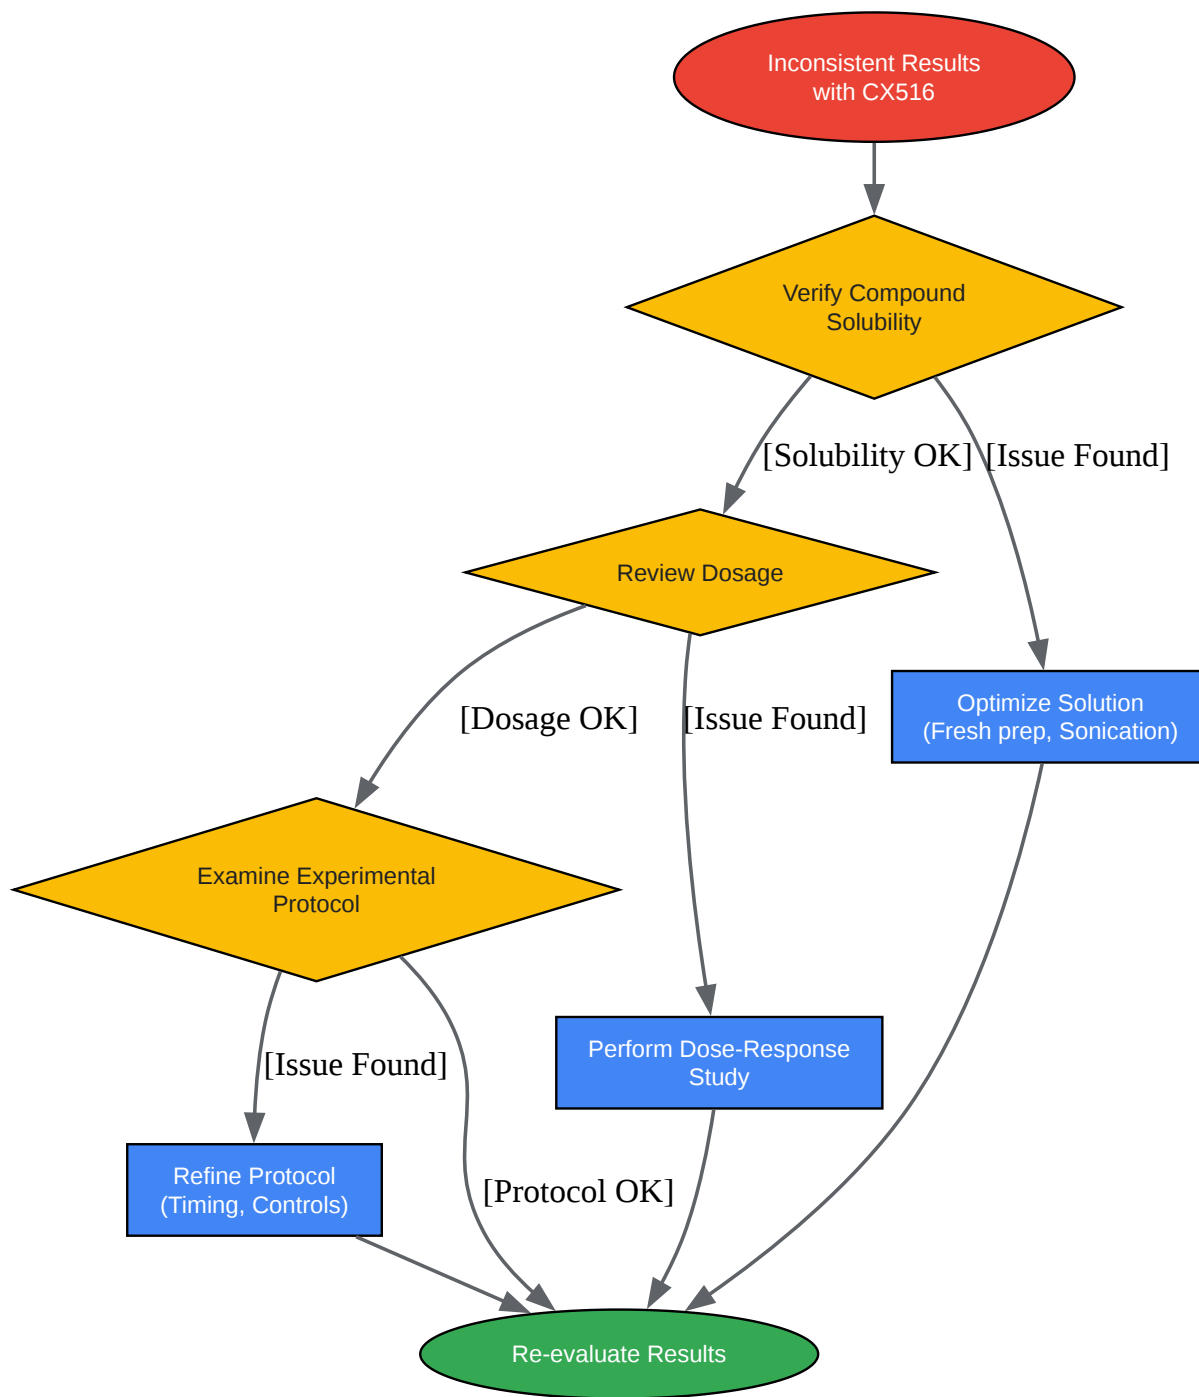 Inconsistent Results
with CX516
Verify Compound
Solubility
[Solubility OK]
[Issue Found]
Review Dosage
Optimize Solution
(Fresh prep, Sonication)
[Dosage OK]
[Issue Found]
Examine Experimental
Protocol
Perform Dose-Response
Study
[Issue Found]
Refine Protocol
(Timing, Controls)
[Protocol OK]
Re-evaluate Results